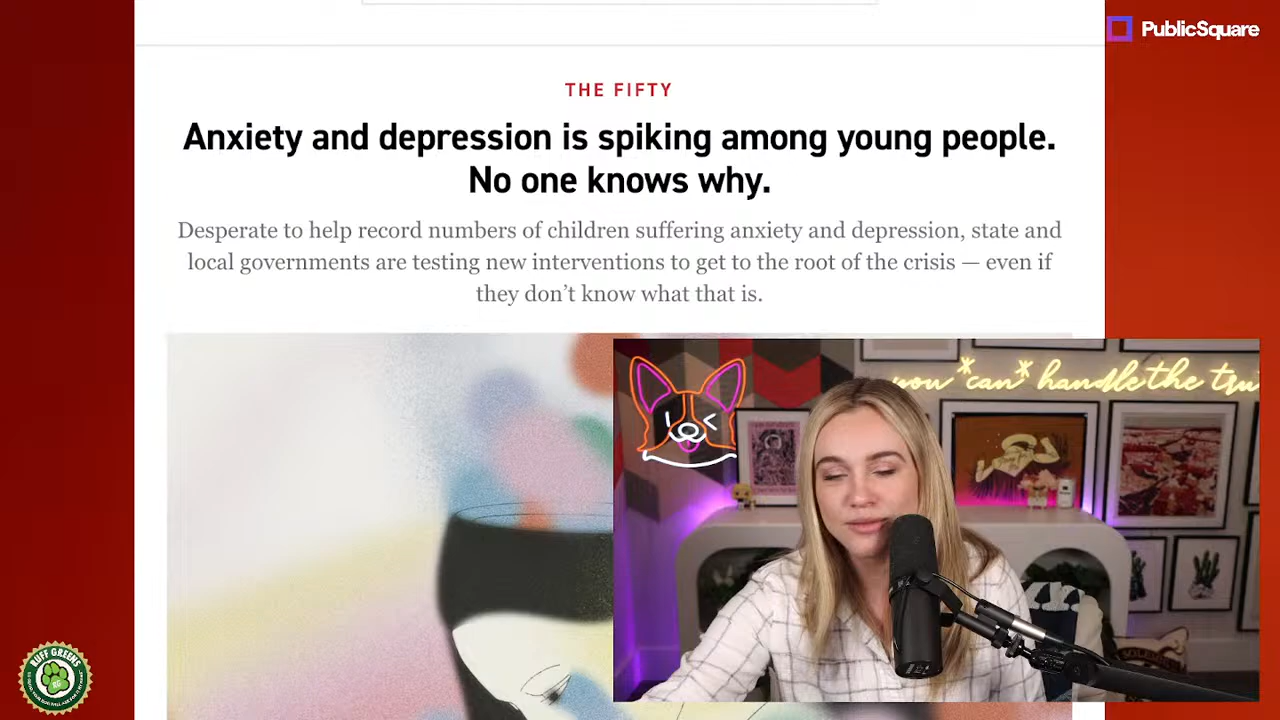 PublicSquare
THE FIFTY
Anxiety and depression is spiking among young people.
No one knows why.
Desperate to help record numbers of children suffering anxiety and depression, state and
local governments are testing new interventions to get to the root of the crisis — even if
they don’t know what that is.
you *can* handle the tru
RUFF GREENS